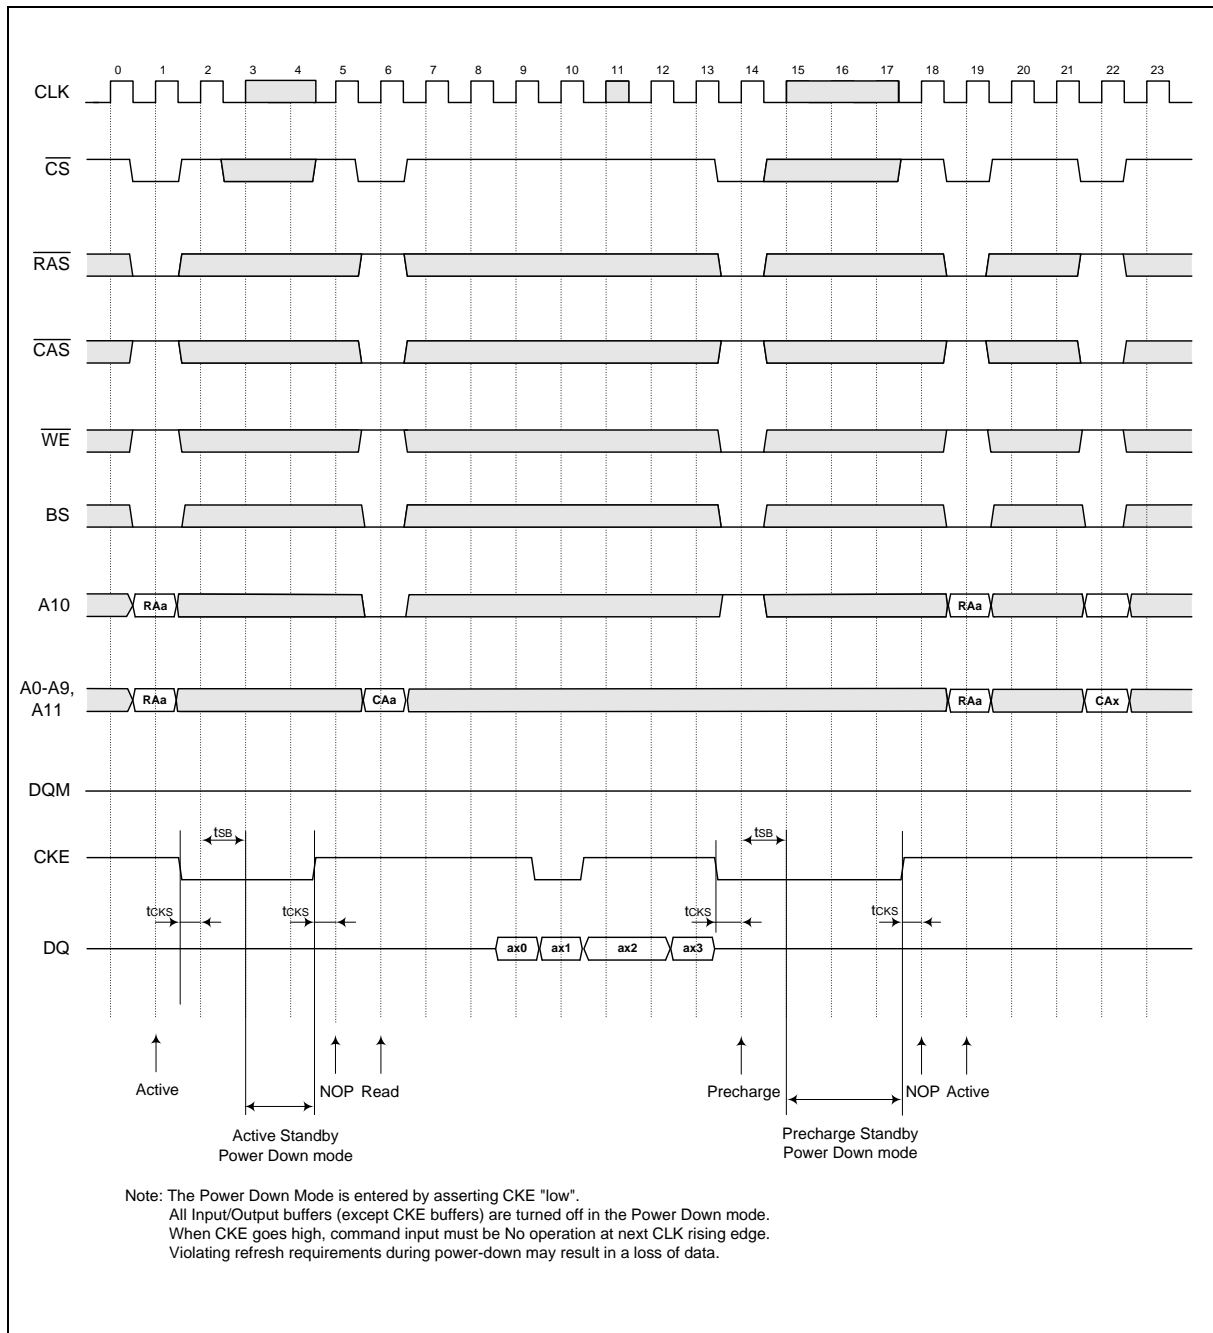 0 1 2 3 4 5 6 7 8 9 10 11 12 13 14 15 16 17 18 19 20 21 22 23
CLK
CS
RAS
CAS
WE
BS
A10 RAa RAa
A0-A9,
A11 RAa CAa RAa CAx
DQM
tSB tSB
CKE
tCKS tCKS tCKS tCKS
DQ ax0 ax1 ax2 ax3
Active NOP Read Precharge NOP Active
Active Standby
Power Down mode
Precharge Standby
Power Down mode
Note: The Power Down Mode is entered by asserting CKE "low".
All Input/Output buffers (except CKE buffers) are turned off in the Power Down mode.
When CKE goes high, command input must be No operation at next CLK rising edge.
Violating refresh requirements during power-down may result in a loss of data.